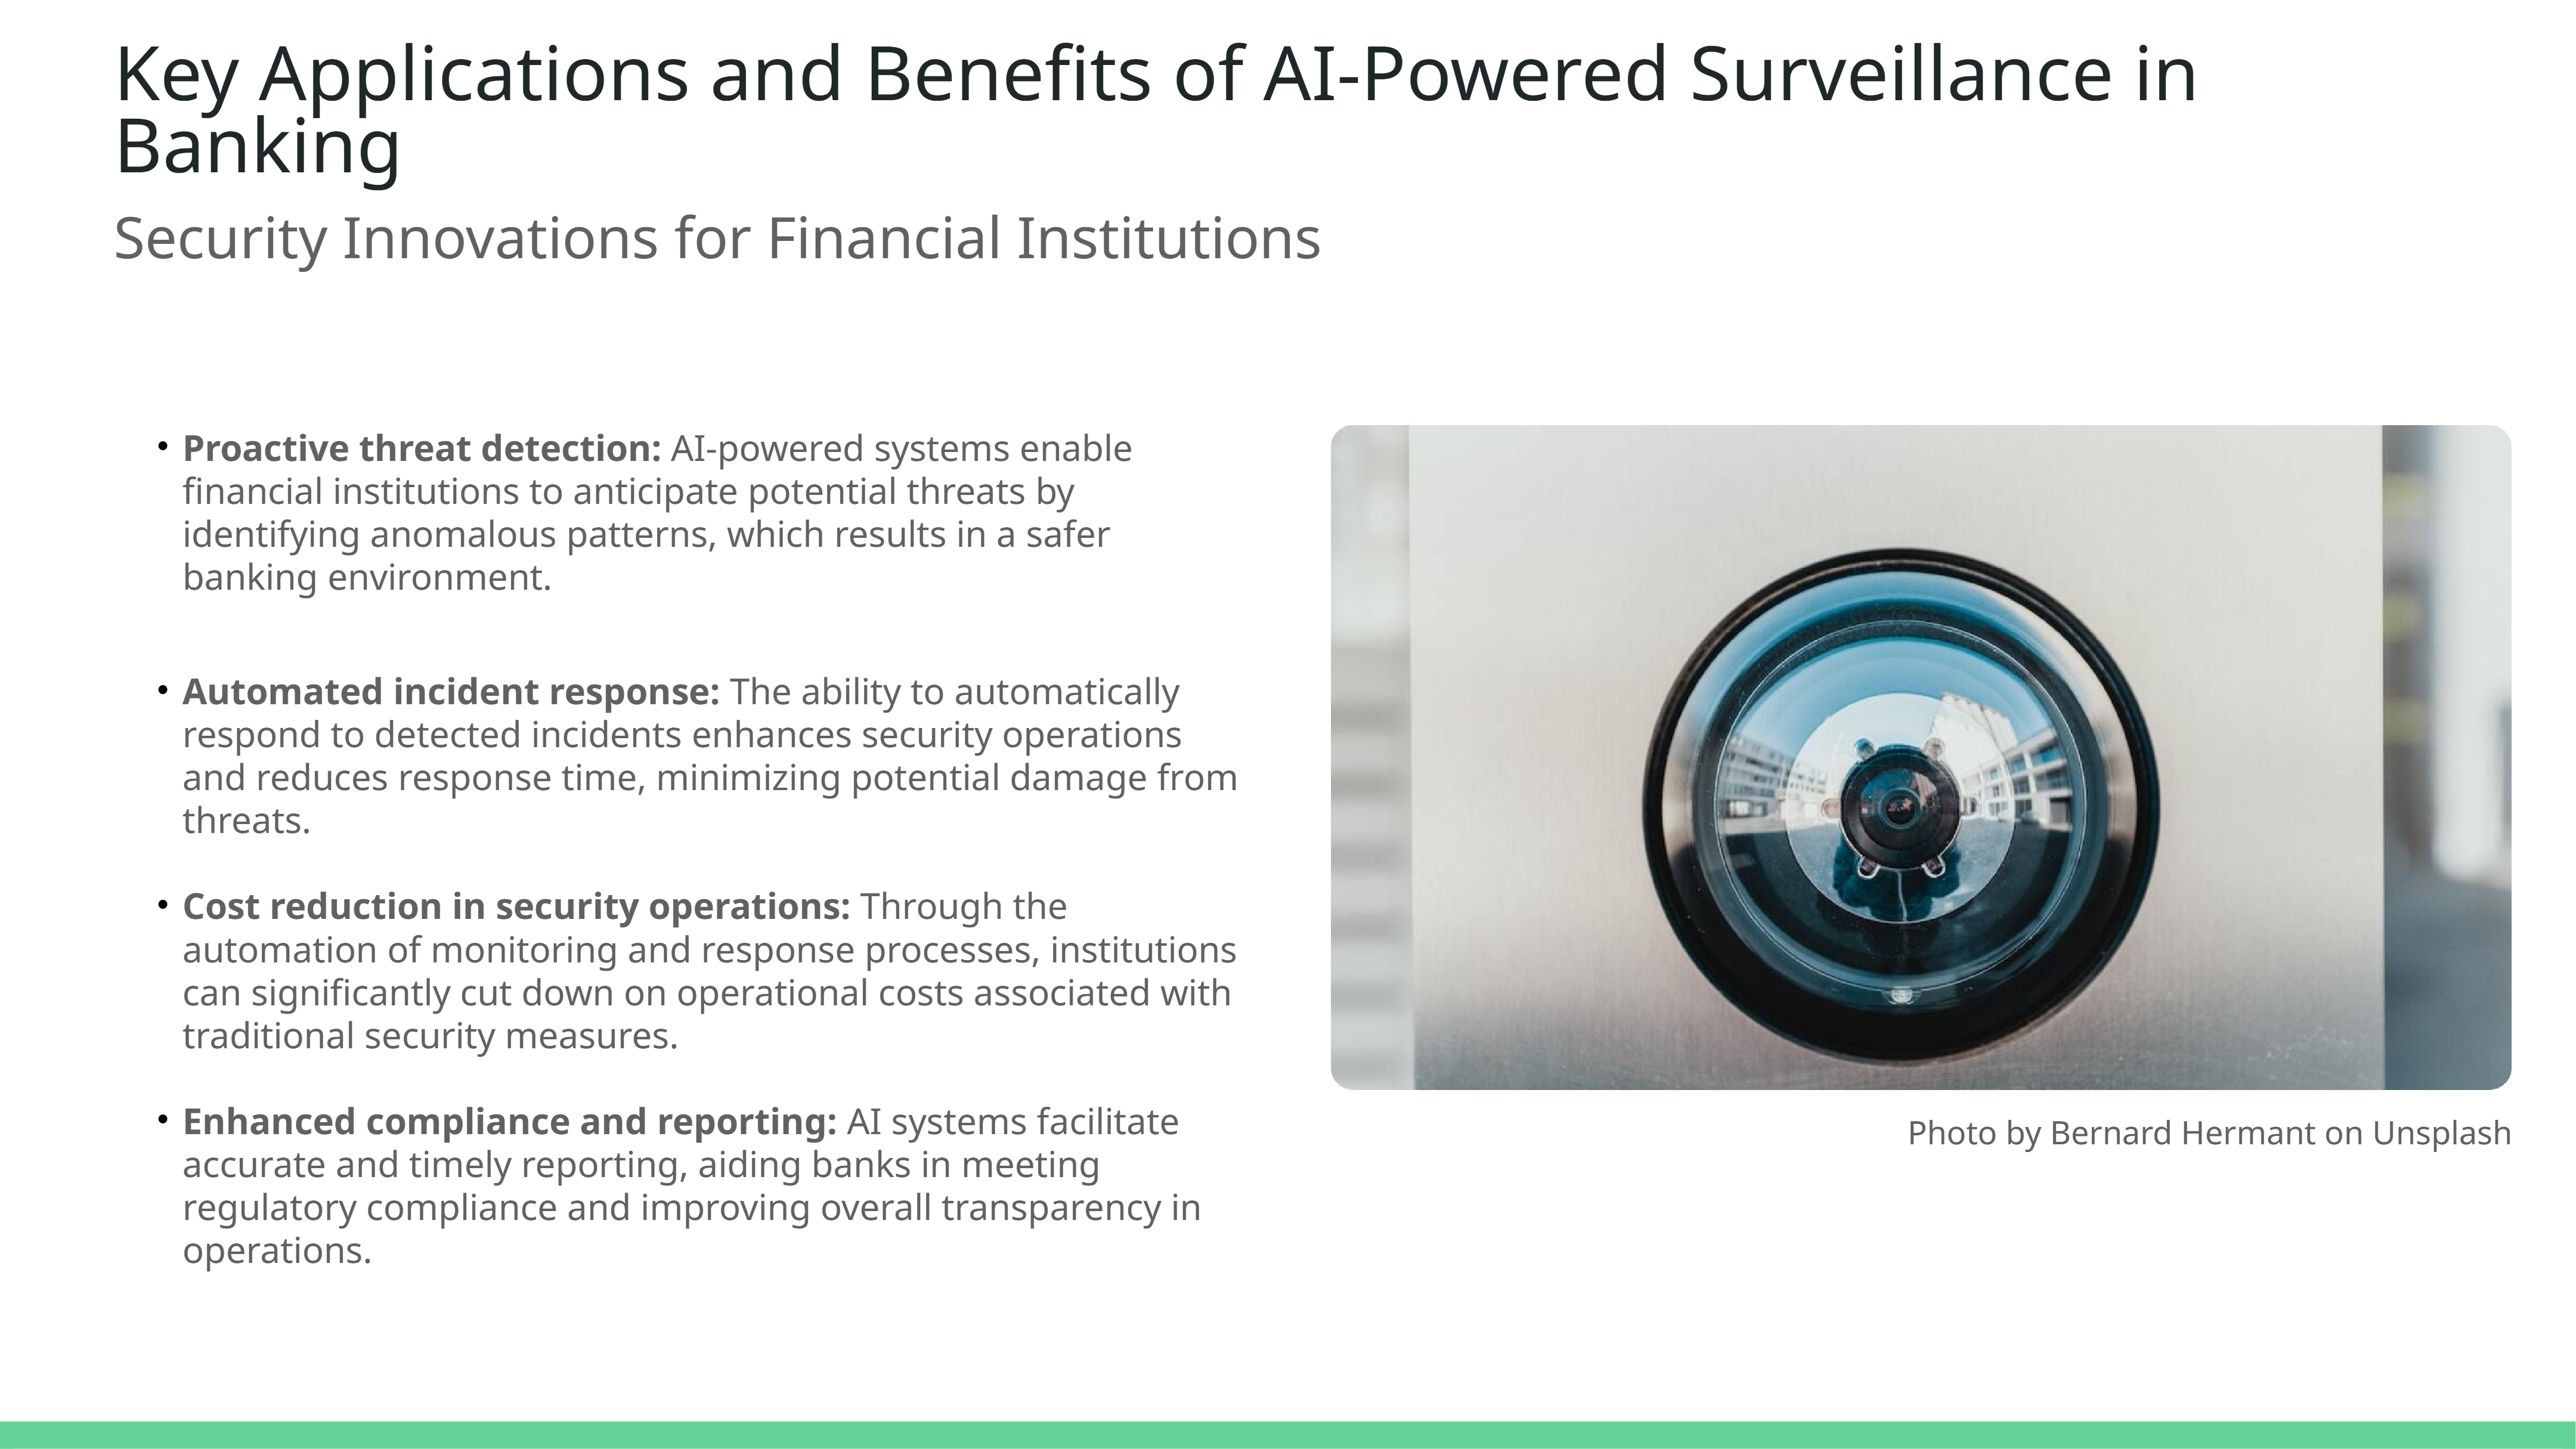 Key Applications and Benefits of AI-Powered Surveillance in
Banking
Security Innovations for Financial Institutions
• Proactive threat detection: AI-powered systems enable
financial institutions to anticipate potential threats by
identifying anomalous patterns, which results in a safer
banking environment.
• Automated incident response: The ability to automatically
respond to detected incidents enhances security operations
and reduces response time, minimizing potential damage from
threats.
• Cost reduction in security operations: Through the
automation of monitoring and response processes, institutions
can significantly cut down on operational costs associated with
traditional security measures.
• Enhanced compliance and reporting: AI systems facilitate
accurate and timely reporting, aiding banks in meeting
regulatory compliance and improving overall transparency in
operations.
Photo by Bernard Hermant on Unsplash